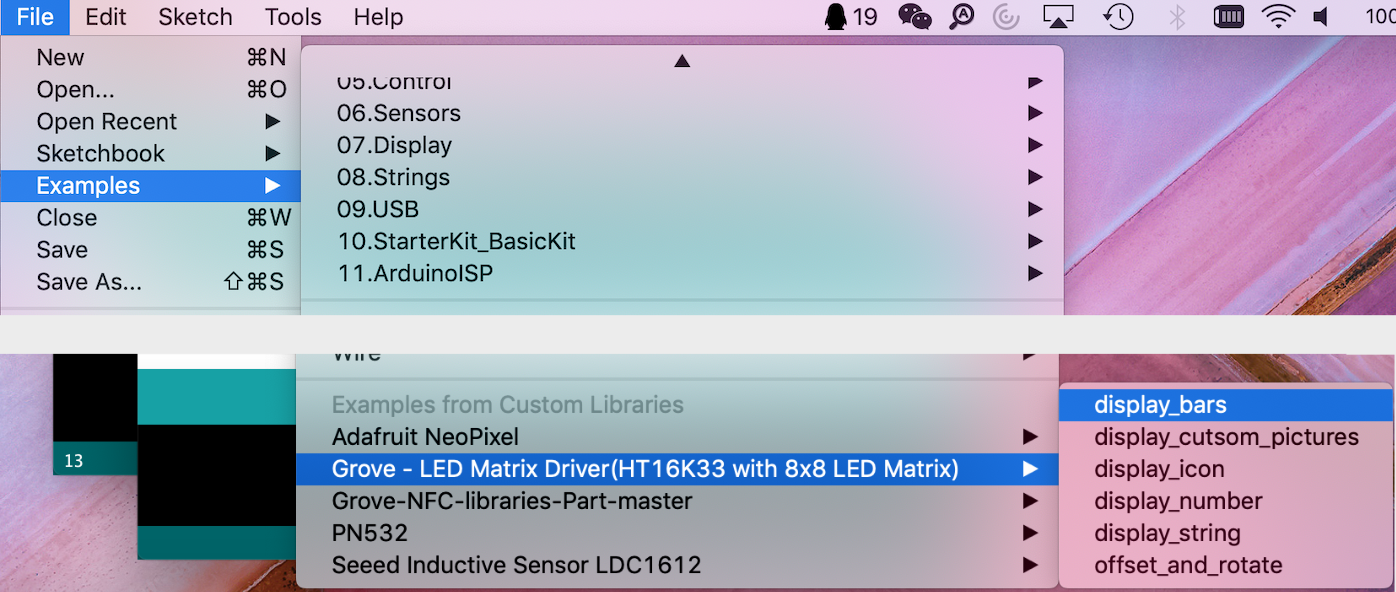 File Edit Sketch Tools Help 19 100
New ⌘N
Open... ⌘O
Open Recent ▶
Sketchbook ▶
Examples ▶
Close ⌘W
Save ⌘S
Save As... ⇧⌘S
▲
05.Control ▶
06.Sensors ▶
07.Display ▶
08.Strings ▶
09.USB ▶
10.StarterKit_BasicKit ▶
11.ArduinoISP ▶
13
Wire ▶
Examples from Custom Libraries
Adafruit NeoPixel ▶
Grove - LED Matrix Driver(HT16K33 with 8x8 LED Matrix) ▶
Grove-NFC-libraries-Part-master ▶
PN532 ▶
Seeed Inductive Sensor LDC1612 ▶
display_bars
display_cutsom_pictures
display_icon
display_number
display_string
offset_and_rotate